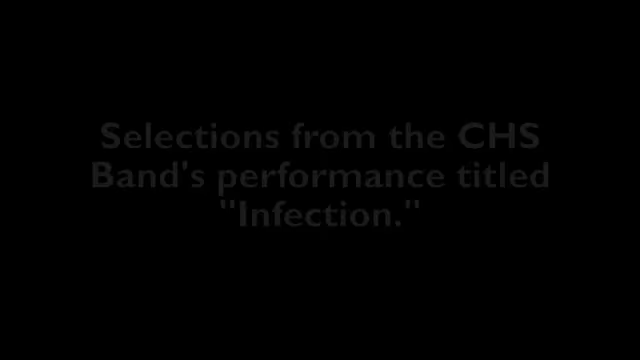 Selections from the CHS
Band's performance titled
"Infection."